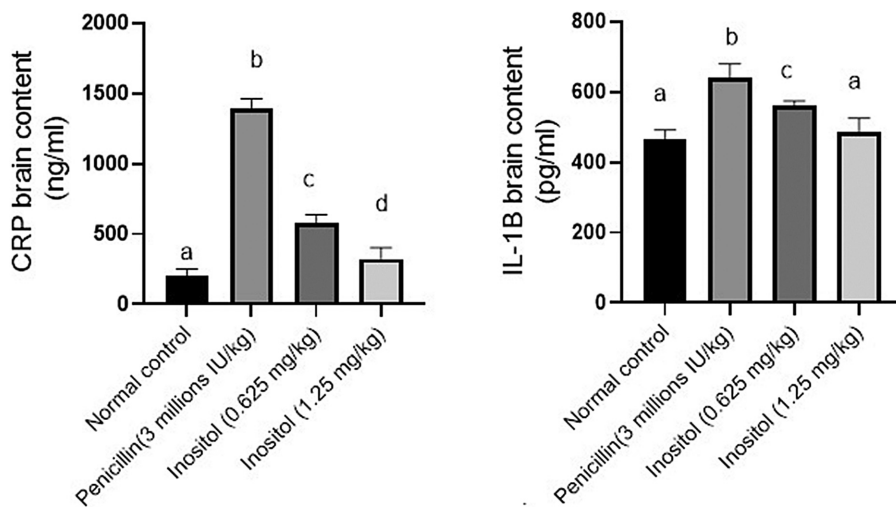 CRP brain content
(ng/ml)
2000
1500
1000
500
0
a
b
c
d
Normal control
Penicillin(3 millions IU/kg)
Inositol (0.625 mg/kg)
Inositol (1.25 mg/kg)
IL-1B brain content
(pg/ml)
800
600
400
200
0
a
b
c
a
Normal control
Penicillin(3 millions IU/kg)
Inositol (0.625 mg/kg)
Inositol (1.25 mg/kg)